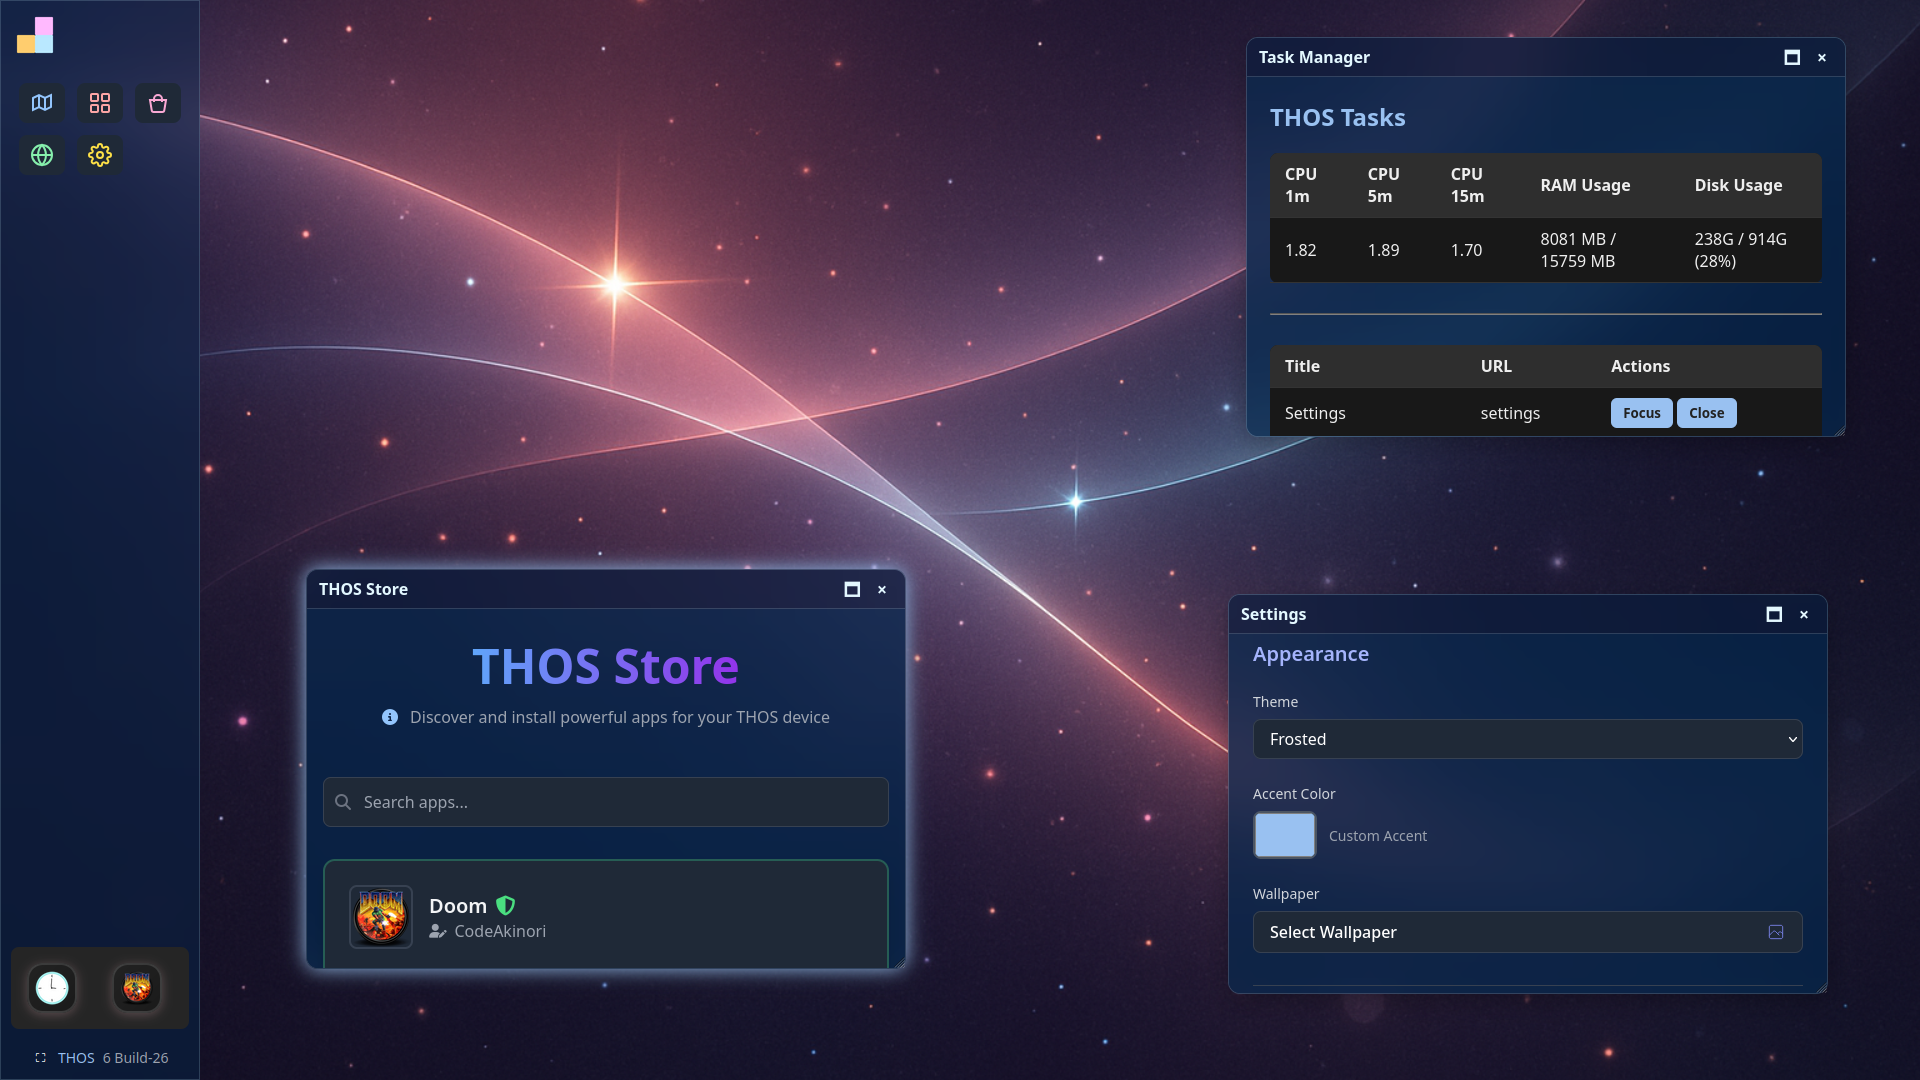 Task Manager
×
THOS Tasks
CPU 1m
CPU 5m
CPU 15m
RAM Usage
Disk Usage
1.82
1.89
1.70
8081 MB / 15759 MB
238G / 914G (28%)
Title
URL
Actions
Settings
settings
Focus
Close
THOS Store
×
THOS Store
Discover and install powerful apps for your THOS device
Search apps...
DOOM
Doom
CodeAkinori
Settings
×
Appearance
Theme
Frosted
Accent Color
Custom Accent
Wallpaper
Select Wallpaper
DOOM
THOS 6 Build-26